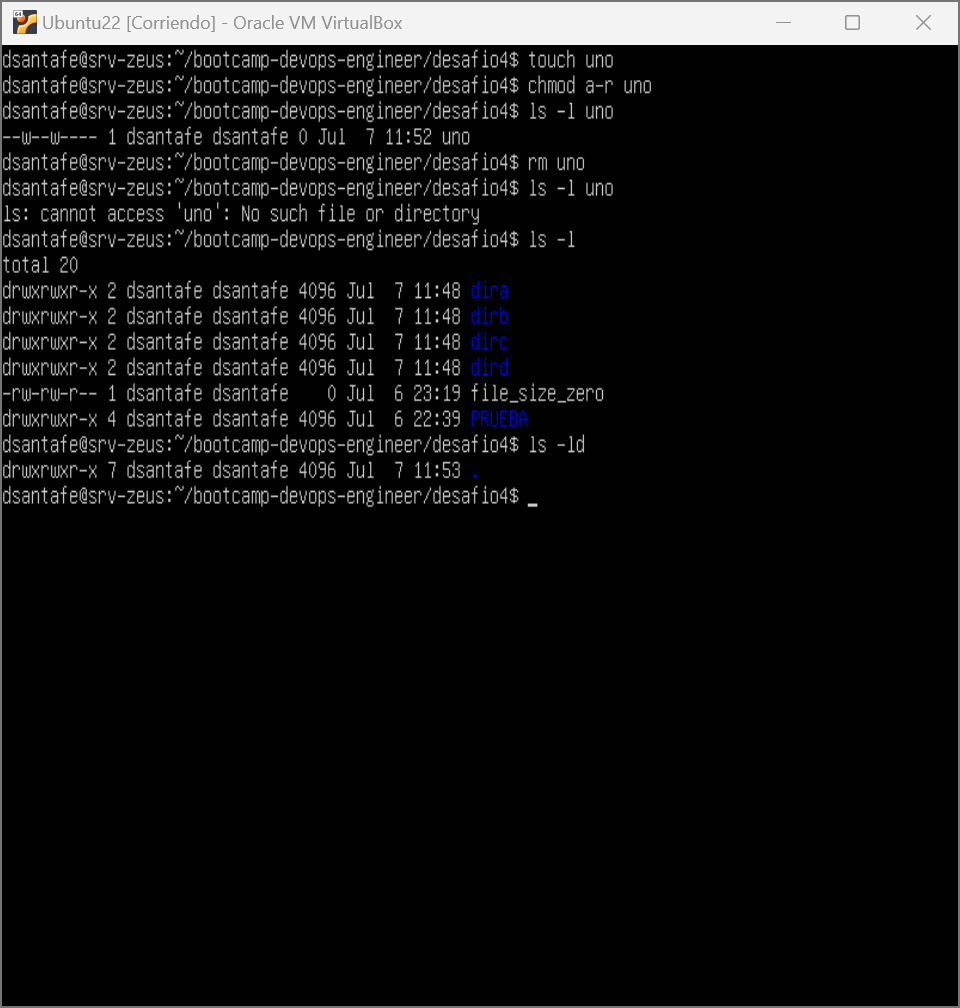 Ubuntu22 [Corriendo] - Oracle VM VirtualBox
dsantafe@srv-zeus:~/bootcamp-devops-engineer/desafio4$ touch uno
dsantafe@srv-zeus:~/bootcamp-devops-engineer/desafio4$ chmod a-r uno
dsantafe@srv-zeus:~/bootcamp-devops-engineer/desafio4$ ls -l uno
--w--w---- 1 dsantafe dsantafe 0 Jul  7 11:52 uno
dsantafe@srv-zeus:~/bootcamp-devops-engineer/desafio4$ rm uno
dsantafe@srv-zeus:~/bootcamp-devops-engineer/desafio4$ ls -l uno
ls: cannot access 'uno': No such file or directory
dsantafe@srv-zeus:~/bootcamp-devops-engineer/desafio4$ ls -l
total 20
drwxrwxr-x 2 dsantafe dsantafe 4096 Jul  7 11:48 dira
drwxrwxr-x 2 dsantafe dsantafe 4096 Jul  7 11:48 dirb
drwxrwxr-x 2 dsantafe dsantafe 4096 Jul  7 11:48 dirc
drwxrwxr-x 2 dsantafe dsantafe 4096 Jul  7 11:48 dird
-rw-rw-r-- 1 dsantafe dsantafe    0 Jul  6 23:19 file_size_zero
drwxrwxr-x 4 dsantafe dsantafe 4096 Jul  6 22:39 PRUEBA
dsantafe@srv-zeus:~/bootcamp-devops-engineer/desafio4$ ls -ld
drwxrwxr-x 7 dsantafe dsantafe 4096 Jul  7 11:53 .
dsantafe@srv-zeus:~/bootcamp-devops-engineer/desafio4$ _